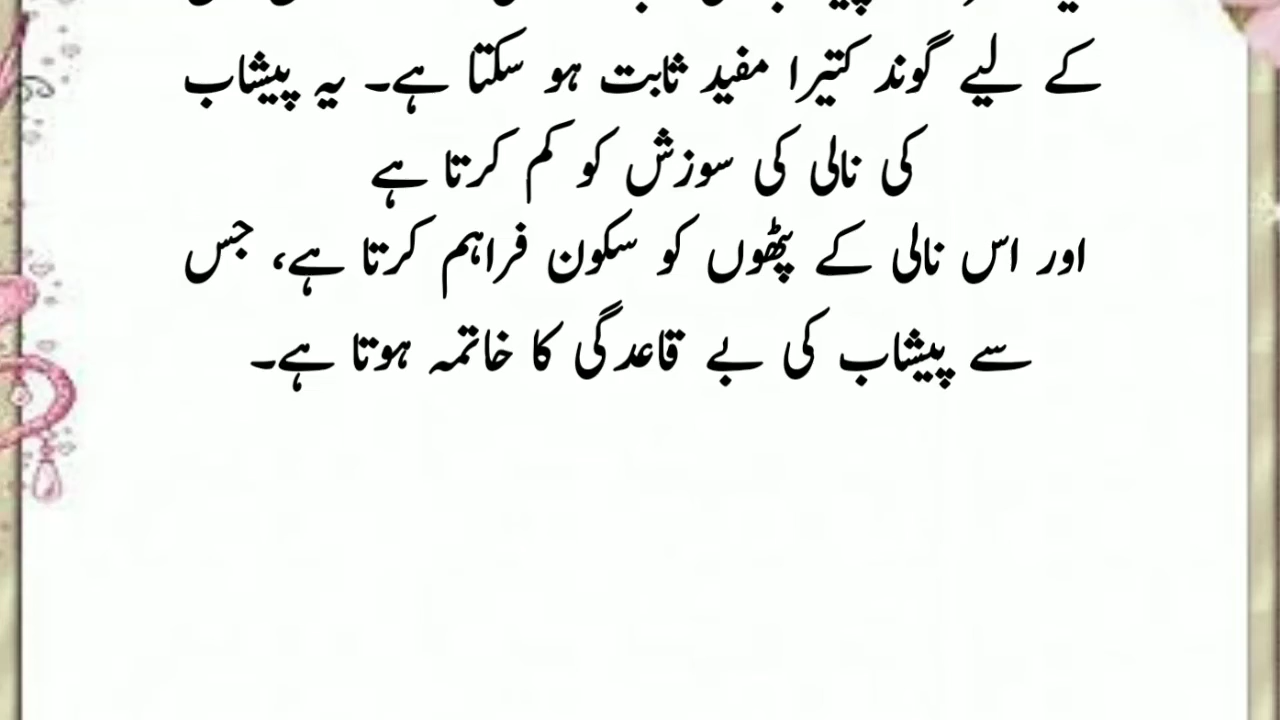 کے لیے گوند کتیرا مفید ثابت ہو سکتا ہے۔ یہ پیشاب
کی نالی کی سوزش کو کم کرتا ہے
اور اس نالی کے پٹھوں کو سکون فراہم کرتا ہے، جس
سے پیشاب کی بے قاعدگی کا خاتمہ ہوتا ہے۔